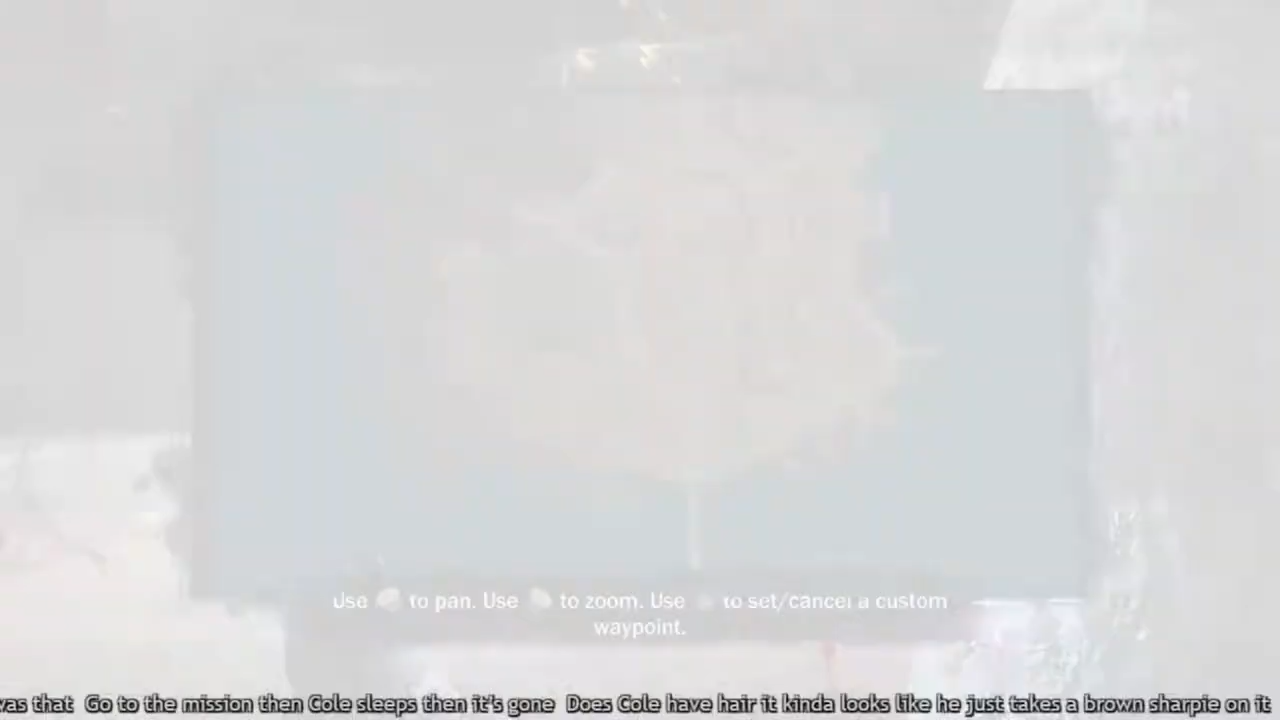 Use to pan. Use to zoom. Use to set/cancel a custom
waypoint.
was that Go to the mission then Cole sleeps then it's gone Does Cole have hair it kinda looks like he just takes a brown sharpie on it